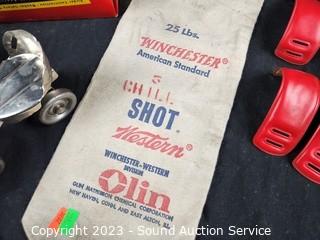 25 Lbs.
WINCHESTER®
American Standard
5
CHILL
SHOT
Western®
WINCHESTER-WESTERN
DIVISION
Olin
OLIN MATHIESON CHEMICAL CORPORATION
NEW HAVEN, CONN. AND EAST ALTON, ILL.
Copyright 2023 - Sound Auction Service